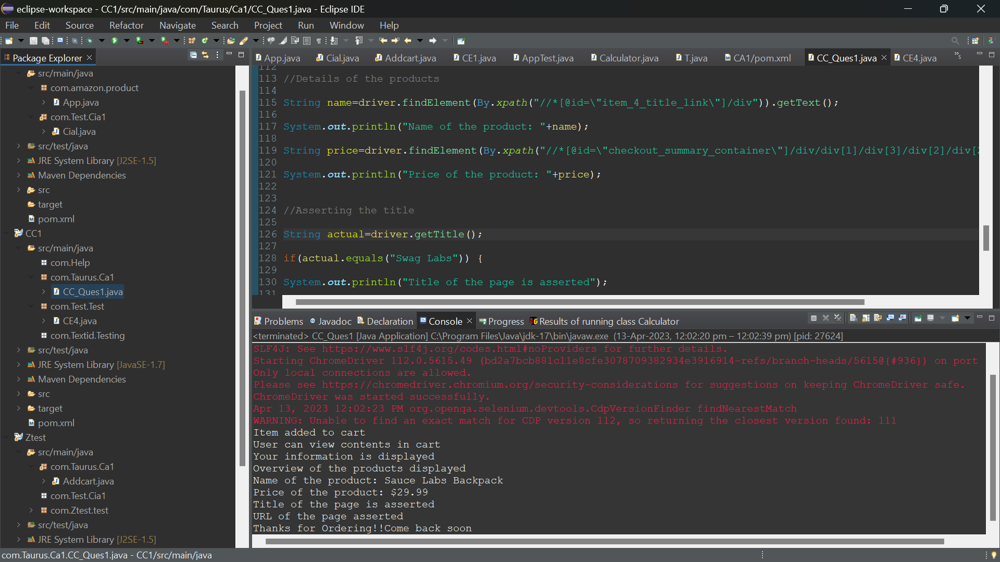 eclipse-workspace - CC1/src/main/java/com/Taurus/Ca1/CC_Ques1.java - Eclipse IDE
File Edit Source Refactor Navigate Search Project Run Window Help
Package Explorer
src/main/java
com.amazon.product
App.java
com.Test.Cia1
CiaI.java
src/test/java
JRE System Library [J2SE-1.5]
Maven Dependencies
src
target
pom.xml
CC1
src/main/java
com.Help
com.Taurus.Ca1
CC_Ques1.java
com.Test.Test
CE4.java
com.Textid.Testing
src/test/java
JRE System Library [JavaSE-1.7]
Maven Dependencies
src
target
pom.xml
Ztest
src/main/java
com.Taurus.Ca1
Addcart.java
com.Test.Cia1
com.Ztest.test
src/test/java
JRE System Library [J2SE-1.5]
App.java CiaI.java Addcart.java CE1.java AppTest.java Calculator.java T.java CA1/pom.xml CC_Ques1.java CE4.java »5
112
113 //Details of the products
114
115 String name=driver.findElement(By.xpath("//*[@id=\"item_4_title_link\"]/div")).getText();
116
117 System.out.println("Name of the product: "+name);
118
119 String price=driver.findElement(By.xpath("//*[@id=\"checkout_summary_container\"]/div/div[1]/div[3]/div[2]/div[2
120
121 System.out.println("Price of the product: "+price);
122
123
124 //Asserting the title
125
126 String actual=driver.getTitle();
127
128 if(actual.equals("Swag Labs")) {
129
130 System.out.println("Title of the page is asserted");
131
Problems Javadoc Declaration Console Progress Results of running class Calculator
<terminated> CC_Ques1 [Java Application] C:\Program Files\Java\jdk-17\bin\javaw.exe (13-Apr-2023, 12:02:20 pm – 12:02:39 pm) [pid: 27624]
SLF4J: See https://www.slf4j.org/codes.html#noProviders for further details.
Starting ChromeDriver 112.0.5615.49 (bd2a7bcb881c11e8cfe3078709382934e3916914-refs/branch-heads/5615@{#936}) on port
Only local connections are allowed.
Please see https://chromedriver.chromium.org/security-considerations for suggestions on keeping ChromeDriver safe.
ChromeDriver was started successfully.
Apr 13, 2023 12:02:23 PM org.openqa.selenium.devtools.CdpVersionFinder findNearestMatch
WARNING: Unable to find an exact match for CDP version 112, so returning the closest version found: 111
Item added to cart
User can view contents in cart
Your information is displayed
Overview of the products displayed
Name of the product: Sauce Labs Backpack
Price of the product: $29.99
Title of the page is asserted
URL of the page asserted
Thanks for Ordering!!Come back soon
com.Taurus.Ca1.CC_Ques1.java - CC1/src/main/java